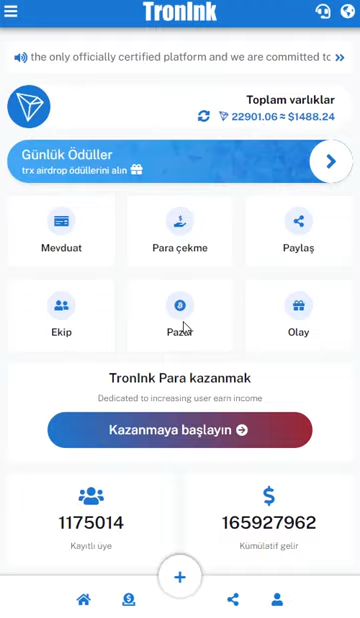 TronInk
the only officially certified platform and we are committed to
Toplam varlıklar
22901.06 ≈ $1488.24
Günlük Ödüller
trx airdrop ödüllerini alın
Mevduat
Para çekme
Paylaş
Ekip
Pazar
Olay
TronInk Para kazanmak
Dedicated to increasing user earn income
Kazanmaya başlayın
1175014
Kayıtlı üye
165927962
Kümülatif gelir